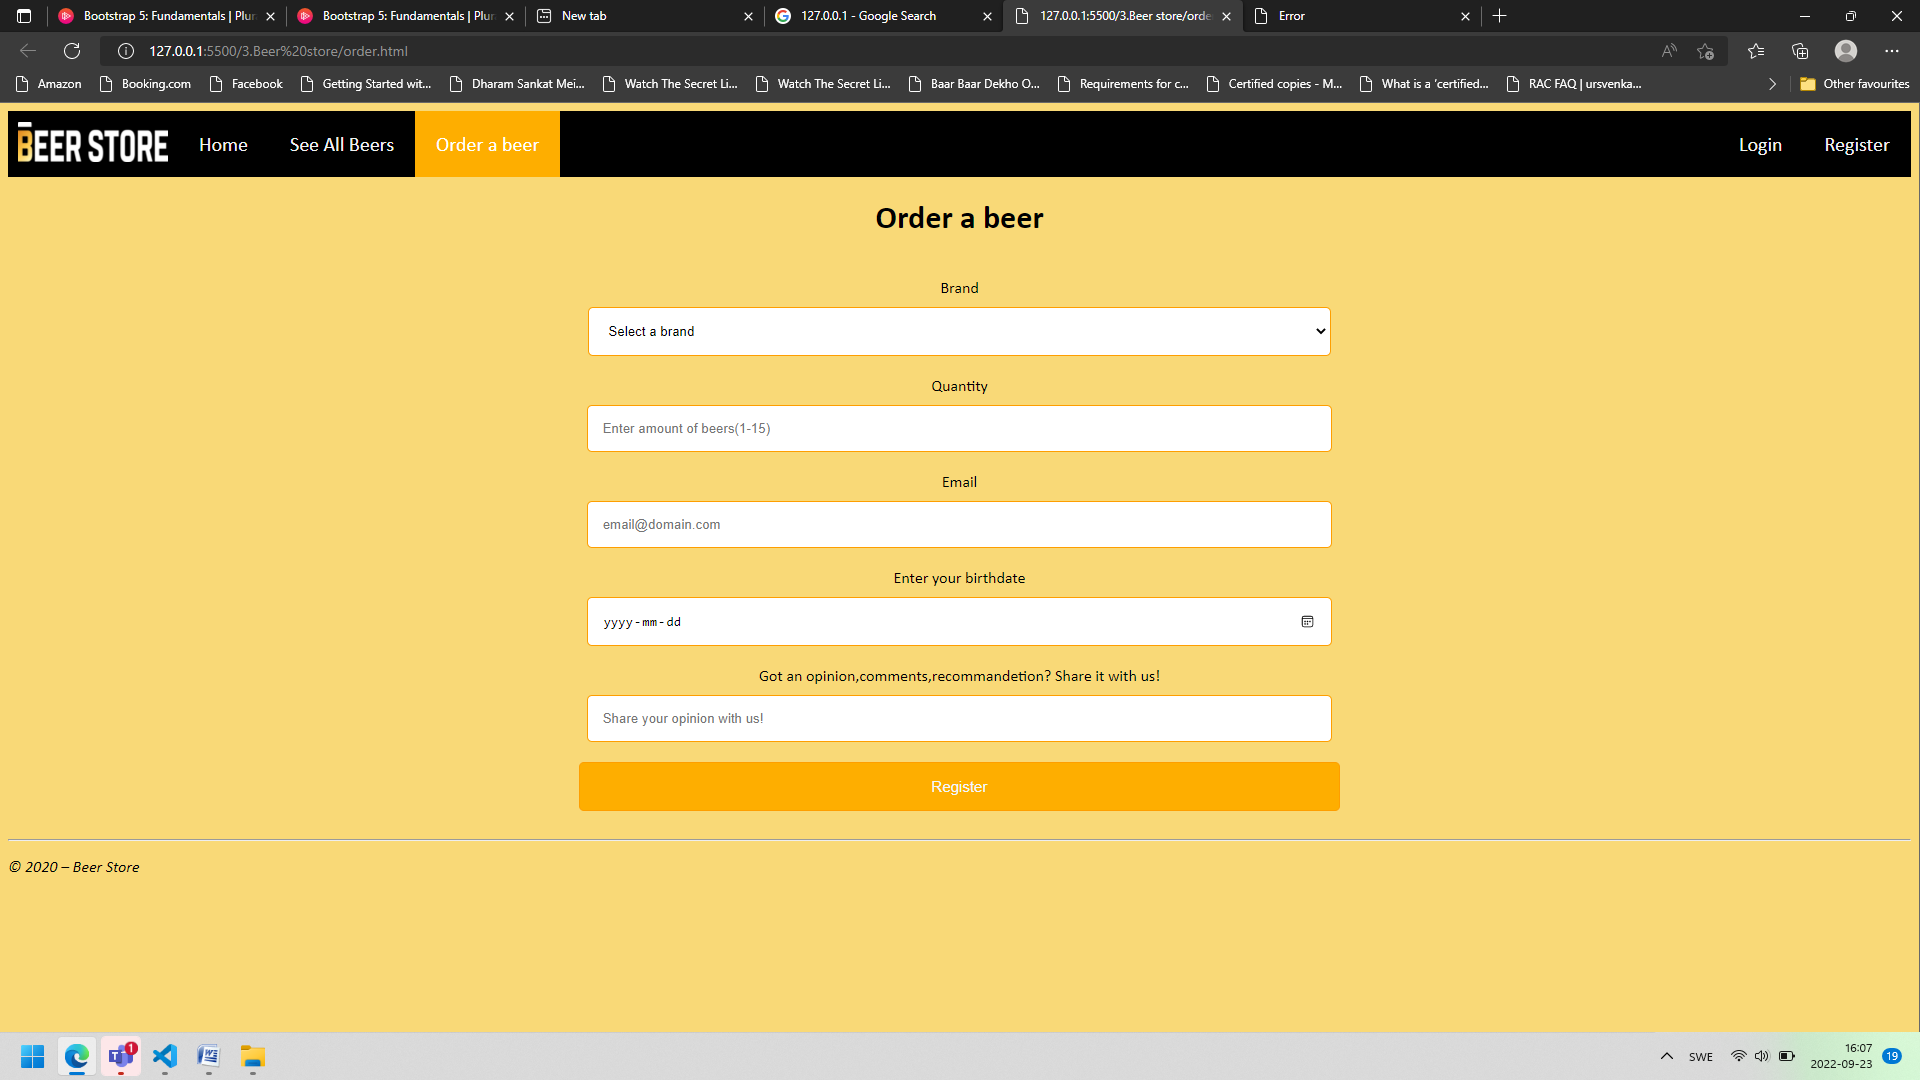 Bootstrap 5: Fundamentals | Plur
Bootstrap 5: Fundamentals | Plur
New tab
127.0.0.1 - Google Search
127.0.0.1:5500/3.Beer store/orde
Error
127.0.0.1:5500/3.Beer%20store/order.html
Amazon
Booking.com
Facebook
Getting Started wit...
Dharam Sankat Mei...
Watch The Secret Li...
Watch The Secret Li...
Baar Baar Dekho O...
Requirements for c...
Certified copies - M...
What is a 'certified...
RAC FAQ | ursvenka...
Other favourites
BEER STORE
Home
See All Beers
Order a beer
Login
Register
Order a beer
Brand
Select a brand
Quantity
Enter amount of beers(1-15)
Email
email@domain.com
Enter your birthdate
yyyy-mm-dd
Got an opinion,comments,recommandetion? Share it with us!
Share your opinion with us!
Register
© 2020 – Beer Store
1
SWE
16:07
2022-09-23
19